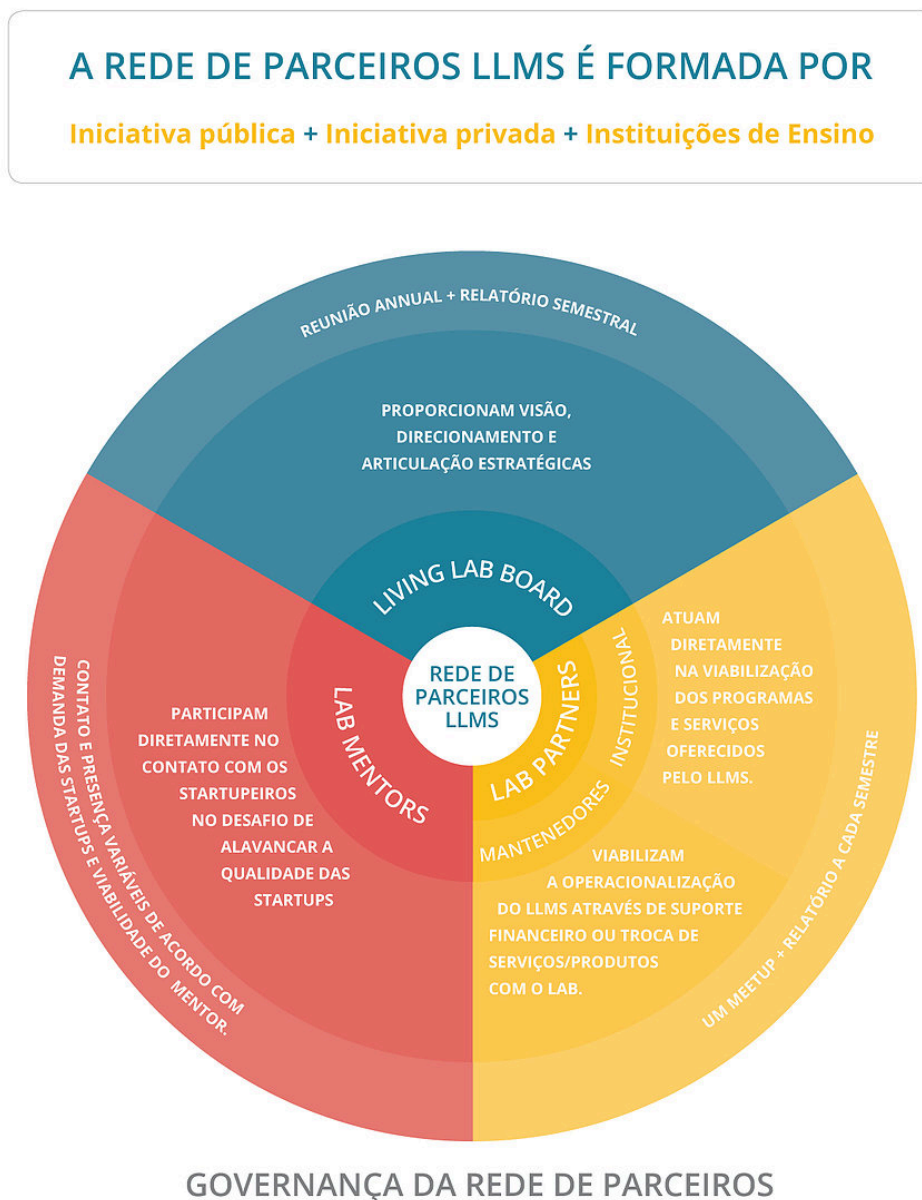 A REDE DE PARCEIROS LLMS É FORMADA POR
Iniciativa pública + Iniciativa privada + Instituições de Ensino
REUNIÃO ANNUAL + RELATÓRIO SEMESTRAL
PROPORCIONAM VISÃO,
DIRECIONAMENTO E
ARTICULAÇÃO ESTRATÉGICAS
LIVING LAB BOARD
REDE DE
PARCEIROS
LLMS
LAB MENTORS
PARTICIPAM
DIRETAMENTE NO
CONTATO COM OS
STARTUPEIROS
NO DESAFIO DE
ALAVANCAR A
QUALIDADE DAS
STARTUPS
CONTATO E PRESENÇA VARIÁVEIS DE ACORDO COM
DEMANDA DAS STARTUPS E VIABILIDADE DO MENTOR.
LAB PARTNERS
INSTITUCIONAL
ATUAM
DIRETAMENTE
NA VIABILIZAÇÃO
DOS PROGRAMAS
E SERVIÇOS
OFERECIDOS
PELO LLMS.
MANTENEDORES
VIABILIZAM
A OPERACIONALIZAÇÃO
DO LLMS ATRAVÉS DE SUPORTE
FINANCEIRO OU TROCA DE
SERVIÇOS/PRODUTOS
COM O LAB.
UM MEETUP + RELATÓRIO A CADA SEMESTRE
GOVERNANÇA DA REDE DE PARCEIROS